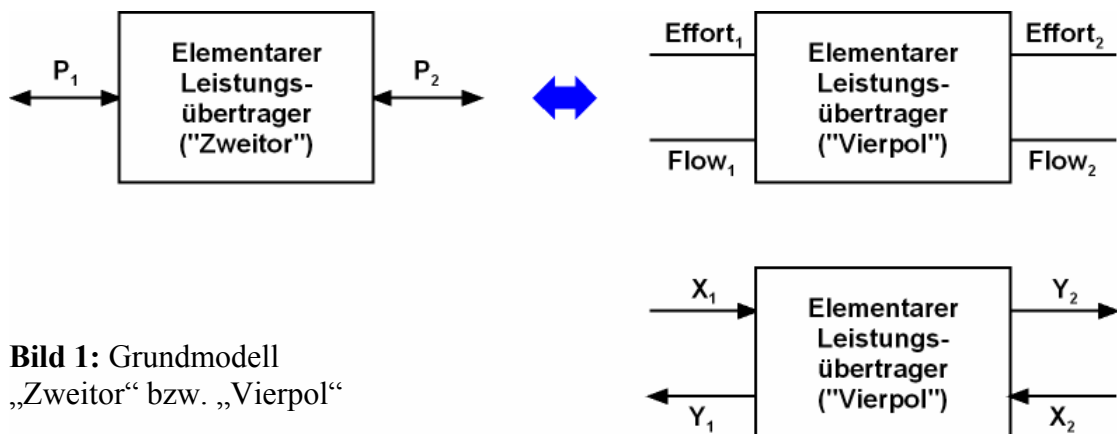 P₁
Elementarer
Leistungs-
übertrager
("Zweitor")
P₂
Effort₁
Flow₁
Elementarer
Leistungs-
übertrager
("Vierpol")
Effort₂
Flow₂
X₁
Y₁
Elementarer
Leistungs-
übertrager
("Vierpol")
Y₂
X₂
Bild 1: Grundmodell
„Zweitor“ bzw. „Vierpol“